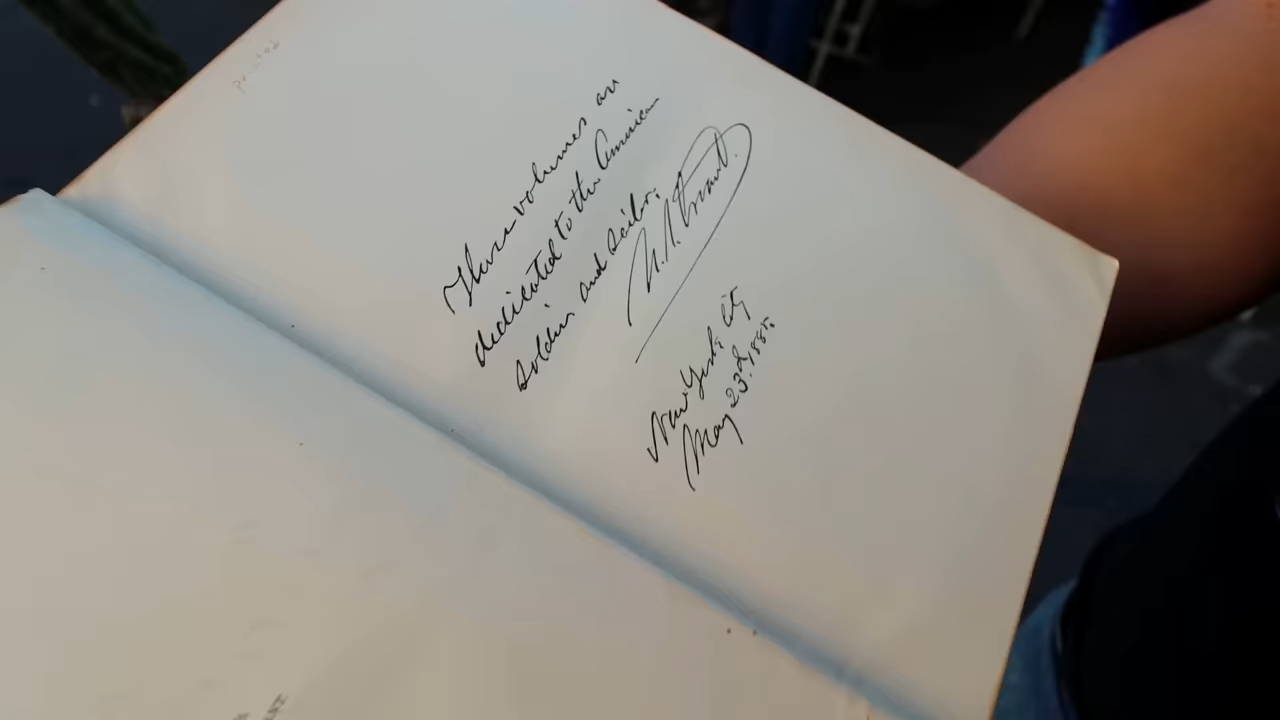 These volumes are
dedicated to the American
soldier and sailor.
U. S. Grant.
New York City
May 23d. 1885.